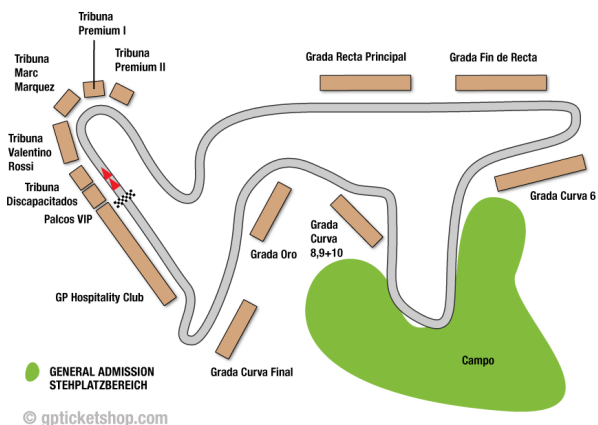 Tribuna
Premium I
Tribuna
Premium II
Tribuna
Marc
Marquez
Grada Recta Principal
Grada Fin de Recta
Tribuna
Valentino
Rossi
Tribuna
Discapacitados
Palcos VIP
Grada Curva 6
Grada
Curva
8,9+10
Grada Oro
GP Hospitality Club
Grada Curva Final
Campo
GENERAL ADMISSION
STEHPLATZBEREICH
© gpticketshop.com